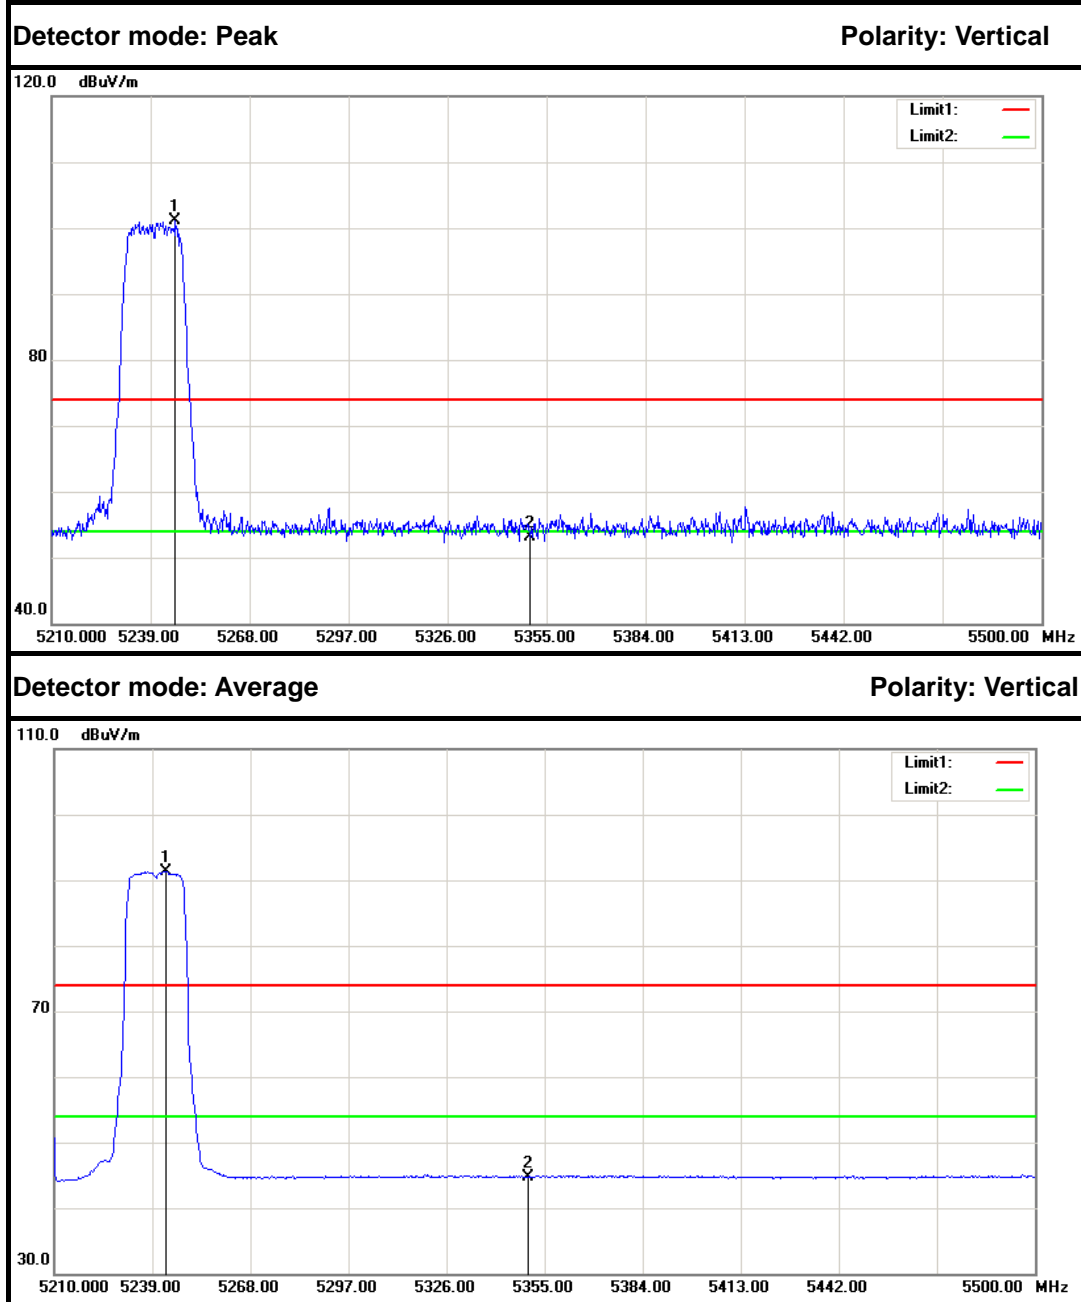 Detector mode: Peak Polarity: Vertical
120.0 dBuV/m
Limit1:
Limit2:
1
80
2
40.0
5210.000 5239.00 5268.00 5297.00 5326.00 5355.00 5384.00 5413.00 5442.00 5500.00 MHz
Detector mode: Average Polarity: Vertical
110.0 dBuV/m
Limit1:
Limit2:
1
70
2
30.0
5210.000 5239.00 5268.00 5297.00 5326.00 5355.00 5384.00 5413.00 5442.00 5500.00 MHz